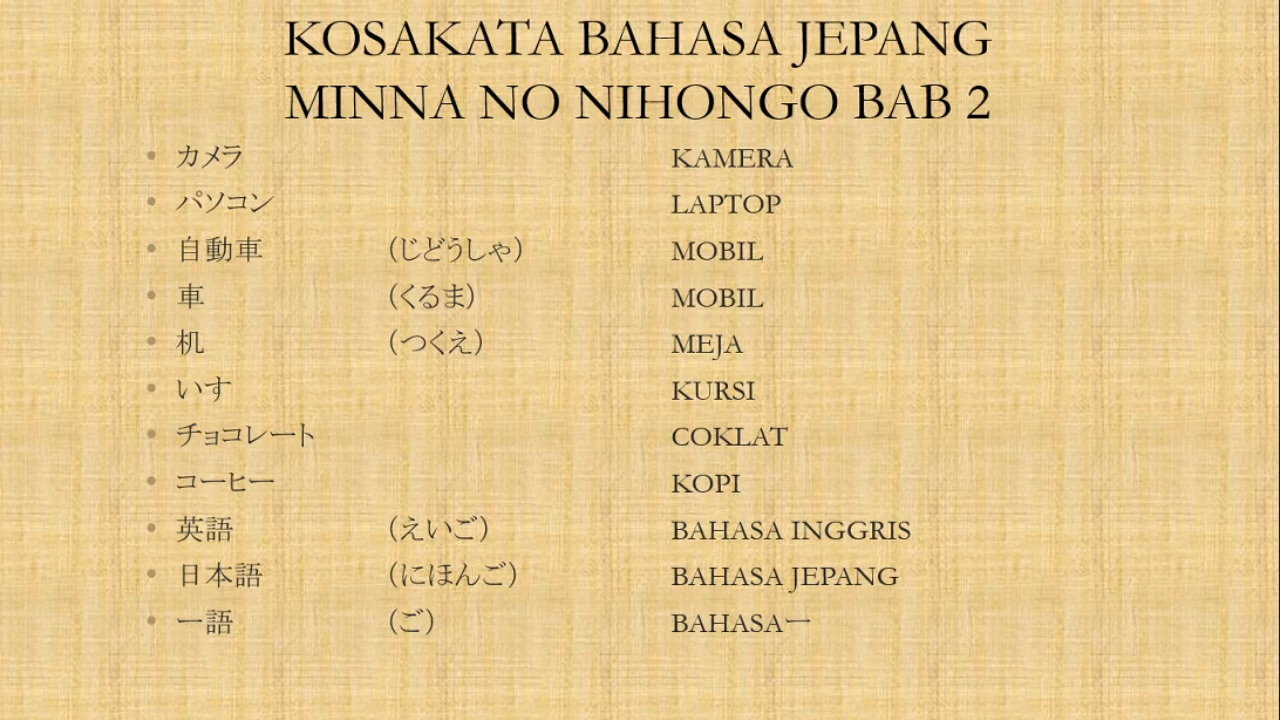 KOSAKATA BAHASA JEPANG
MINNA NO NIHONGO BAB 2
• カメラ KAMERA
• パソコン LAPTOP
• 自動車 （じどうしゃ） MOBIL
• 車 （くるま） MOBIL
• 机 （つくえ） MEJA
• いす KURSI
• チョコレート COKLAT
• コーヒー KOPI
• 英語 （えいご） BAHASA INGGRIS
• 日本語 （にほんご） BAHASA JEPANG
• ー語 （ご） BAHASAー